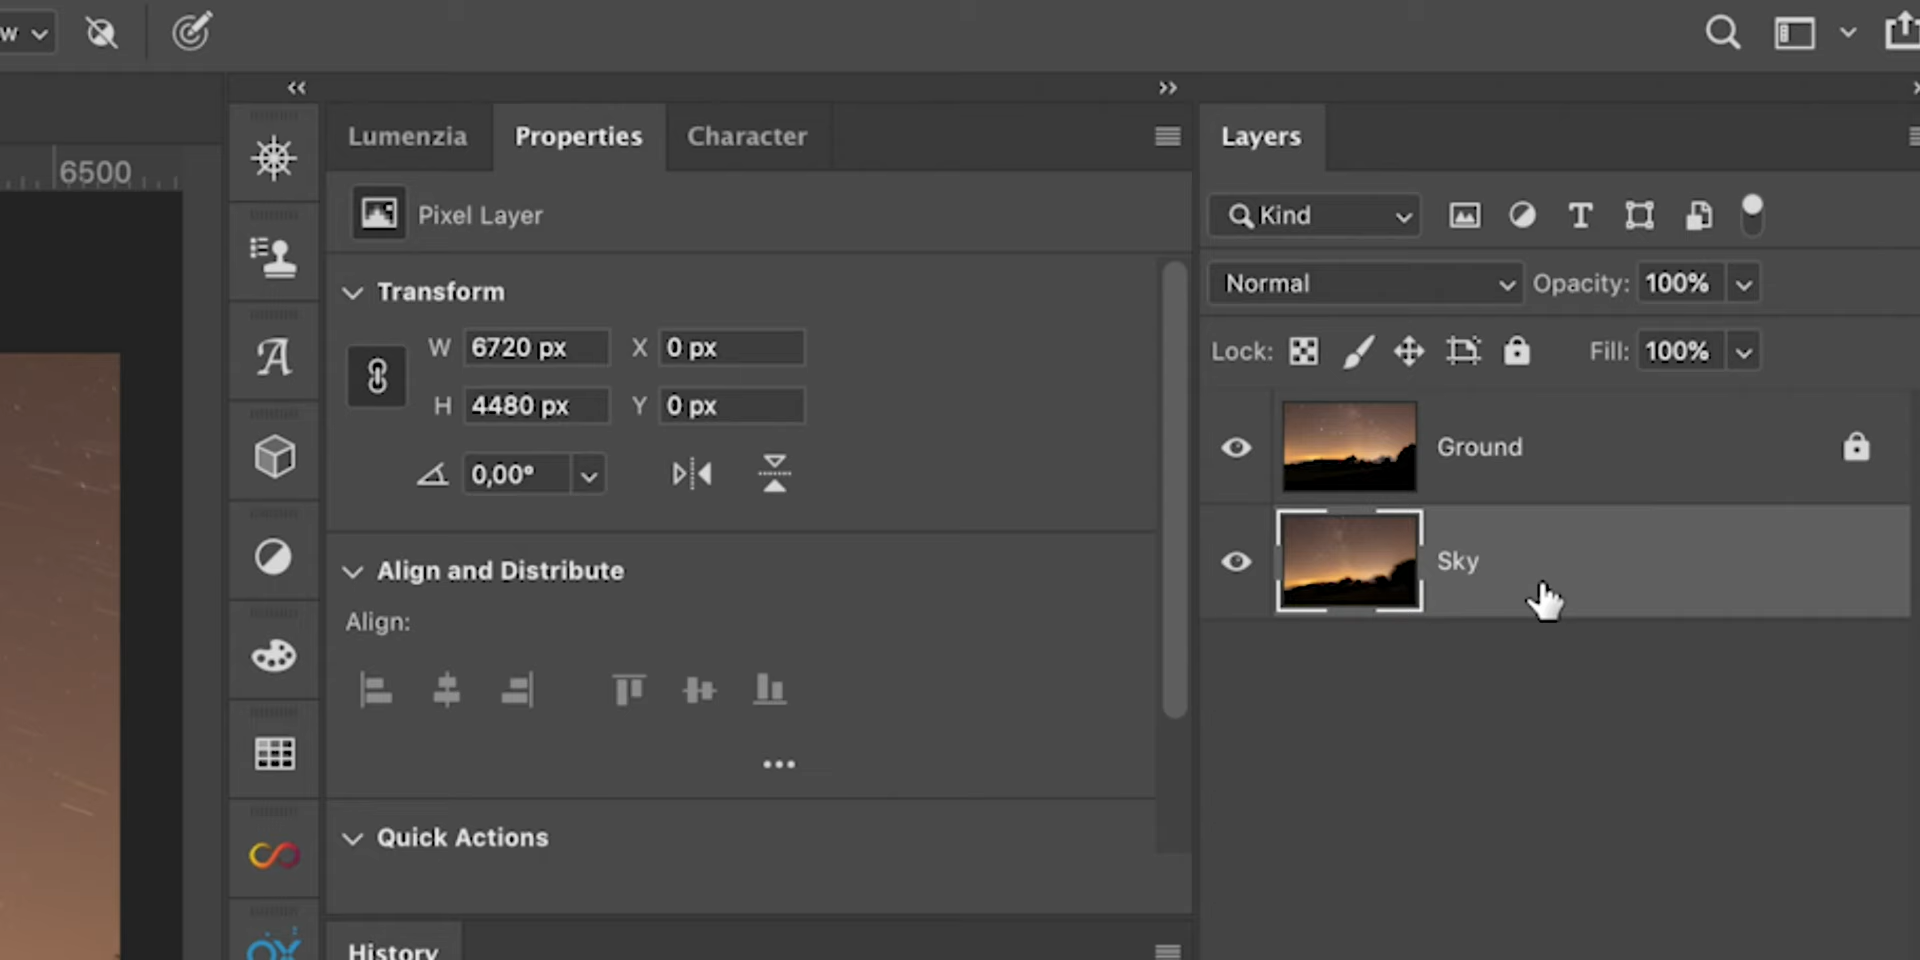 w
6500
Lumenzia
Properties
Character
Layers
Pixel Layer
Kind
Transform
Normal
Opacity: 100%
W 6720 px X 0 px
Lock:
Fill: 100%
H 4480 px Y 0 px
Ground
0,00°
Sky
Align and Distribute
Align:
Quick Actions
History